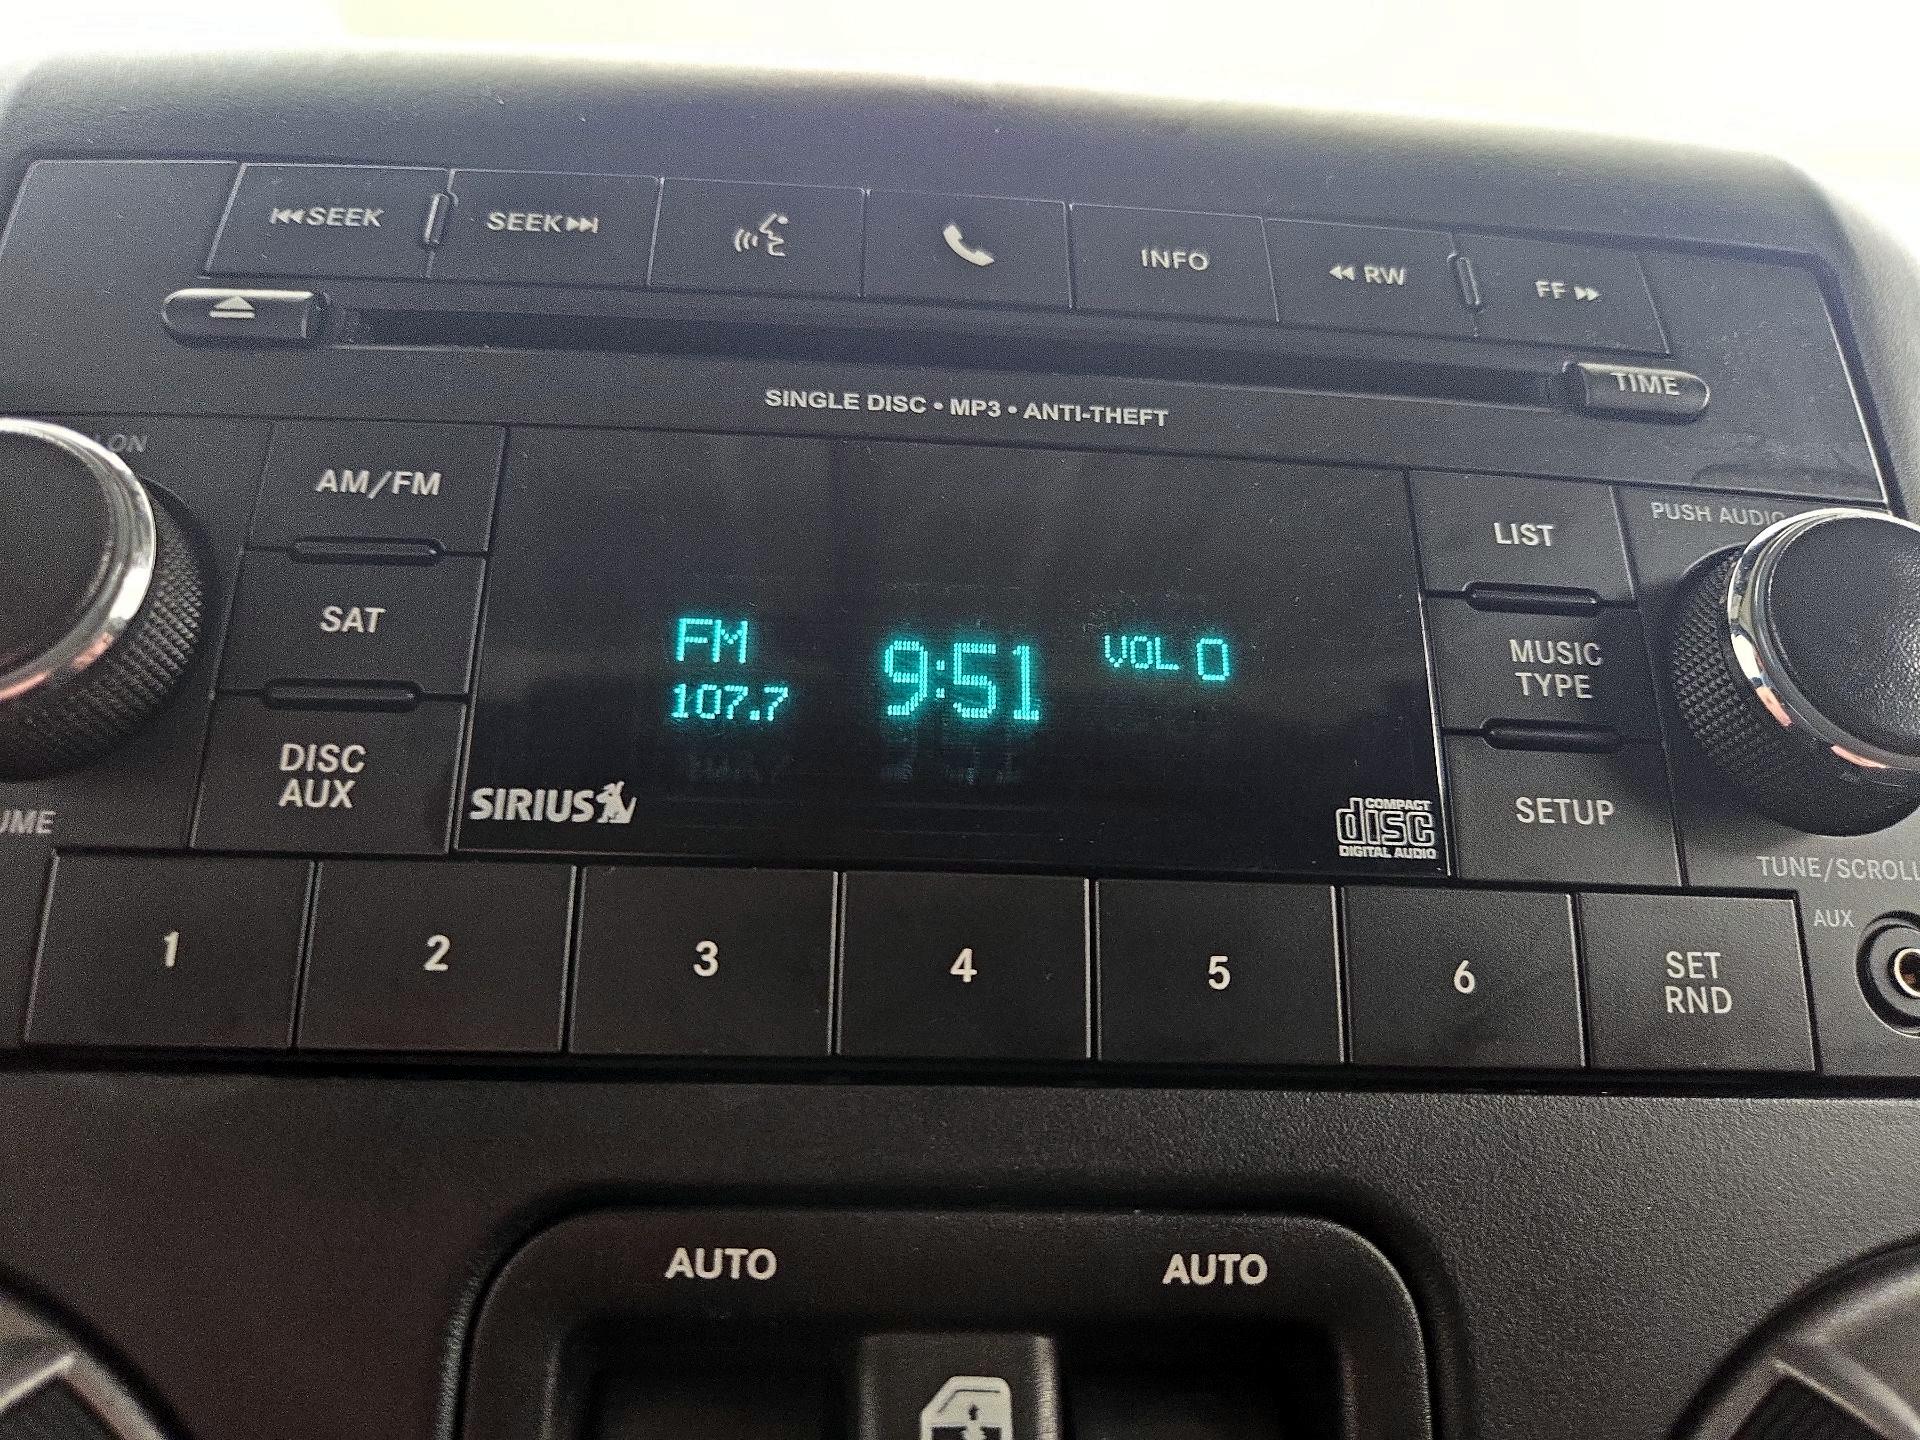 SEEK
SEEK
INFO
RW
FF
TIME
SINGLE DISC • MP3 • ANTI-THEFT
ON
AM/FM
LIST
PUSH AUDIO
SAT
FM
107.7
9:51
VOL 0
MUSIC
TYPE
DISC
AUX
SIRIUS
COMPACT
disc
DIGITAL AUDIO
SETUP
TUNE/SCROLL
AUX
1
2
3
4
5
6
SET
RND
AUTO
AUTO